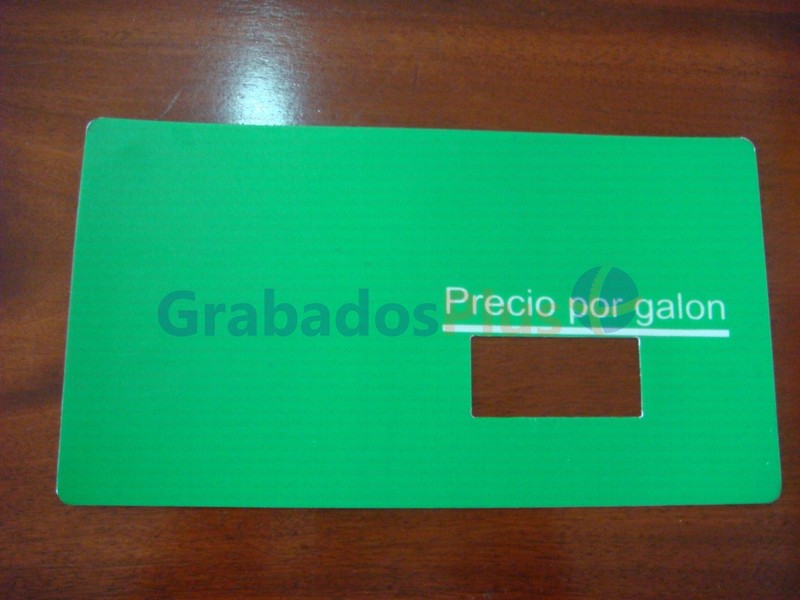 Precio por galon
GrabadosPlus